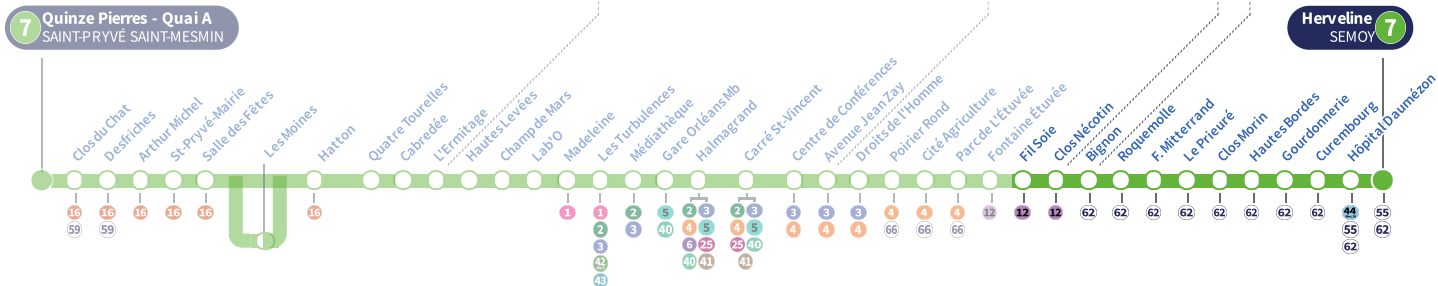 7
Quinze Pierres - Quai A
SAINT-PRYVÉ SAINT-MESMIN
Herveline
SEMOY
7
Clos du Chat
Desfriches
Arthur Michel
St-Pryvé-Mairie
Salle des Fêtes
Les Moines
Hatton
Quatre Tourelles
Cabredée
L'Ermitage
Hautes Levées
Champ de Mars
Lab'O
Madeleine
Les Turbulences
Médiathèque
Gare Orléans Mb
Halmagrand
Carré St-Vincent
Centre de Conférences
Avenue Jean Zay
Droits de l'Homme
Poirier Rond
Cité Agriculture
Parc de L'Étuvée
Fontaine Étuvée
Fil Soie
Clos Nécotin
Bignon
Roquemolle
F. Mitterrand
Le Prieuré
Clos Morin
Hautes Bordes
Gourdonnerie
Curembourg
Hôpital Daumézon
16 16 16 16 16 16 1 1 2 5 2 3 2 3 3 3 3 4 4 4 12 12 12 62 62 62 62 62 62 62 62 44 55
59 59 2 3 40 4 5 4 5 4 4 4 66 66 66 55 62
3 6 25 25 40 62
42 40 41 41
43